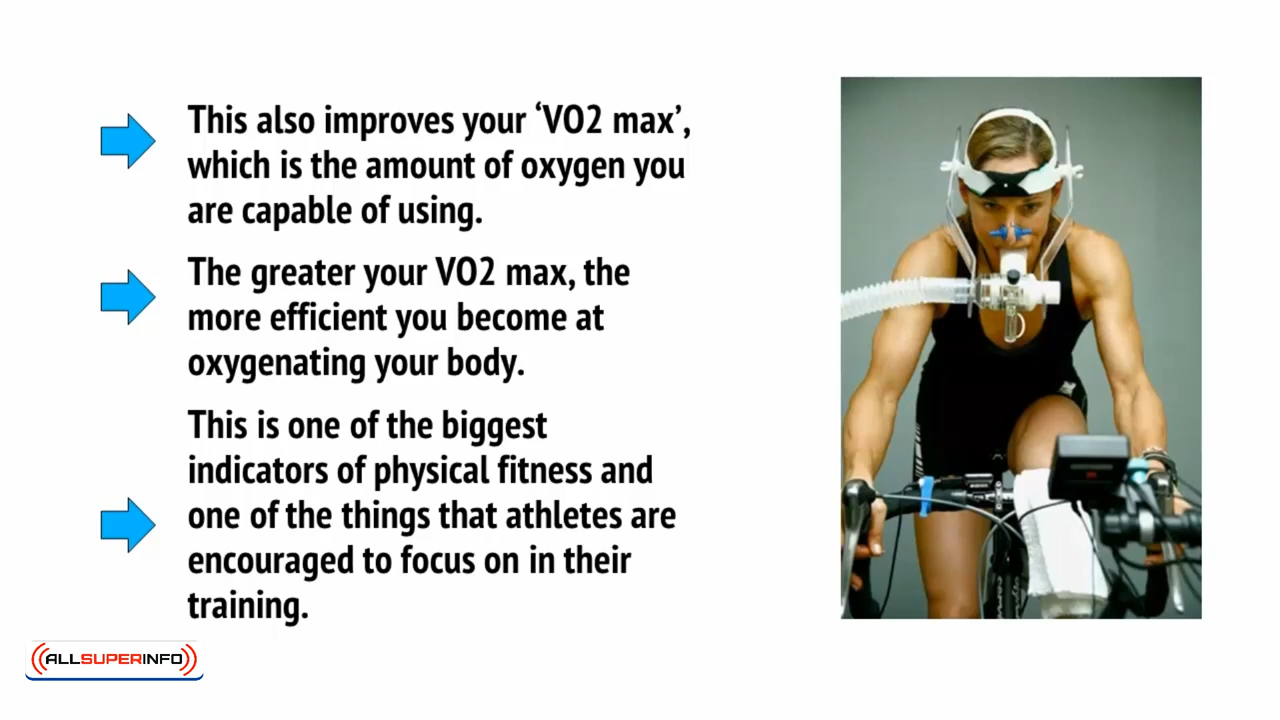 This also improves your ‘VO2 max’,
which is the amount of oxygen you
are capable of using.
The greater your VO2 max, the
more efficient you become at
oxygenating your body.
This is one of the biggest
indicators of physical fitness and
one of the things that athletes are
encouraged to focus on in their
training.
ALLSUPERINFO